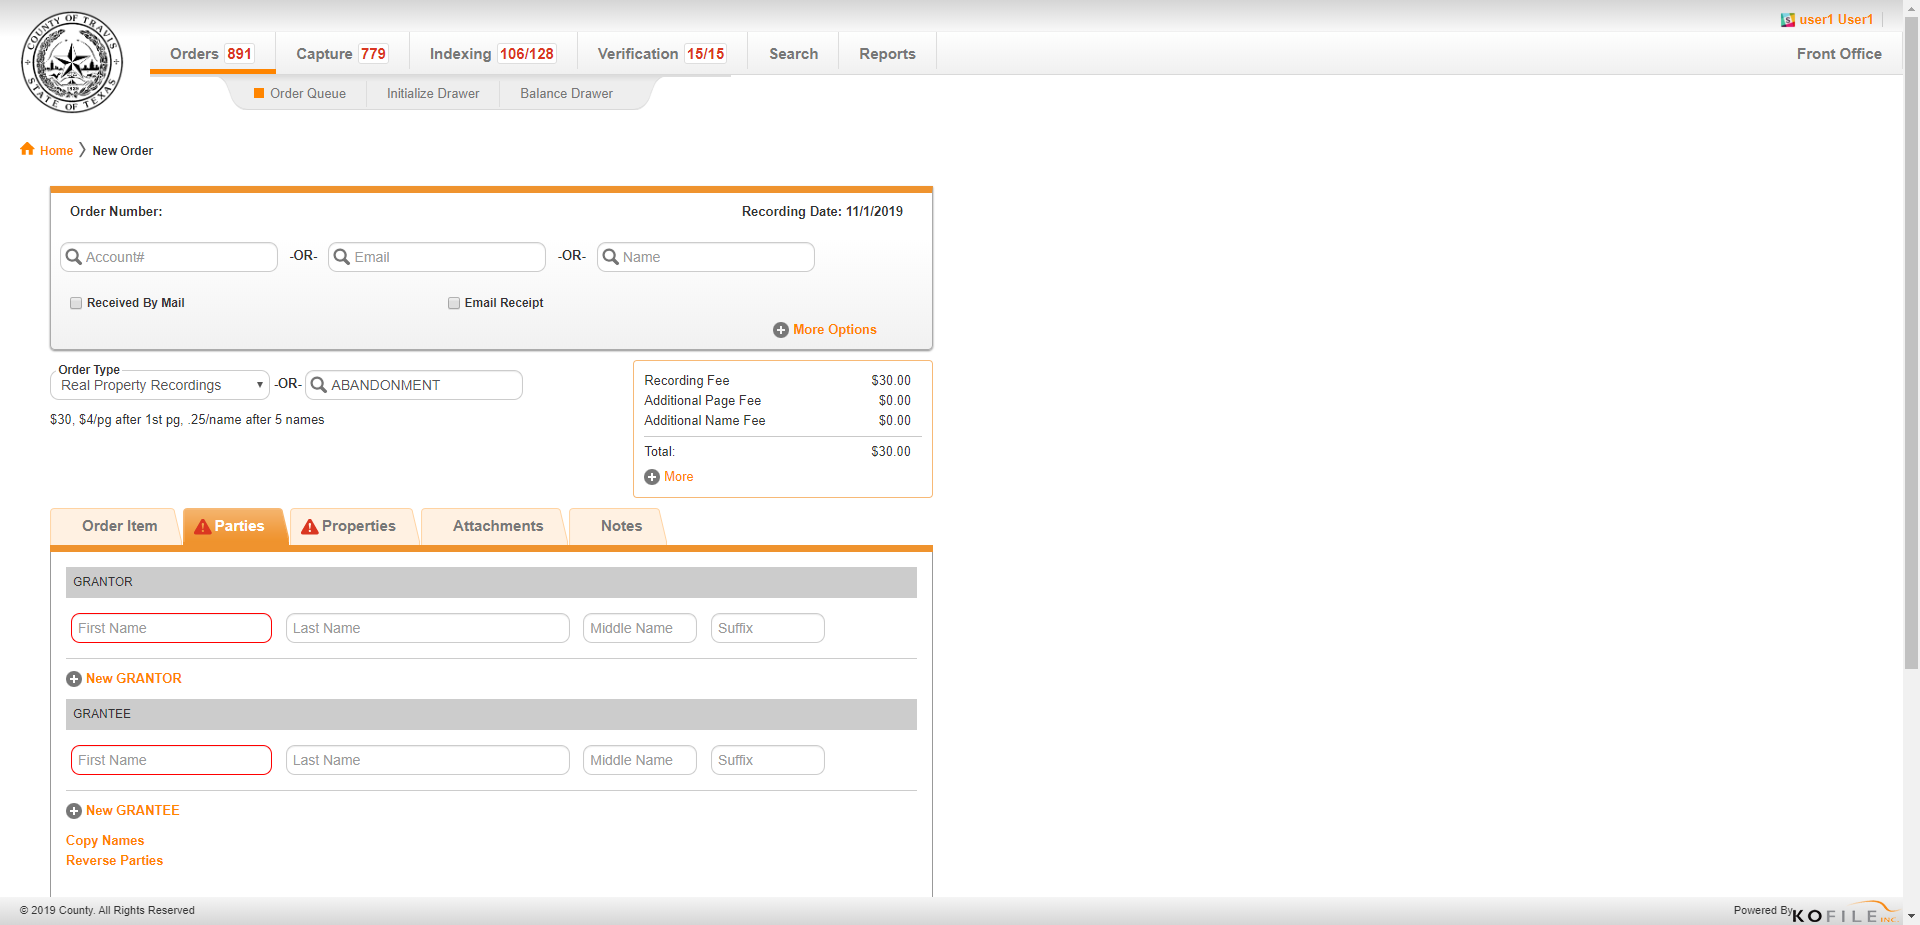 user1 User1
COUNTY OF TRAVIS
STATE OF TEXAS
Orders 891
Capture 779
Indexing 106/128
Verification 15/15
Search
Reports
Front Office
Order Queue
Initialize Drawer
Balance Drawer
Home
New Order
Order Number:
Recording Date: 11/1/2019
Account#
-OR-
Email
-OR-
Name
Received By Mail
Email Receipt
More Options
Order Type
Real Property Recordings
-OR-
ABANDONMENT
$30, $4/pg after 1st pg, .25/name after 5 names
Recording Fee $30.00
Additional Page Fee $0.00
Additional Name Fee $0.00
Total: $30.00
More
Order Item
Parties
Properties
Attachments
Notes
GRANTOR
First Name
Last Name
Middle Name
Suffix
New GRANTOR
GRANTEE
First Name
Last Name
Middle Name
Suffix
New GRANTEE
Copy Names
Reverse Parties
© 2019 County. All Rights Reserved
Powered By KOFILE INC.